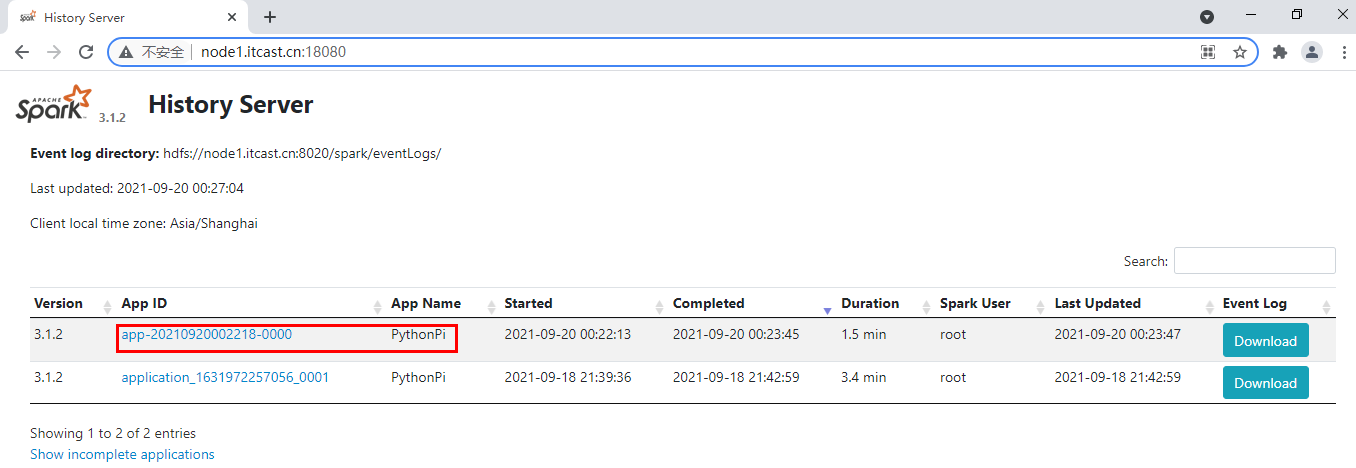 History Server
不安全 node1.itcast.cn:18080
APACHE Spark 3.1.2 History Server
Event log directory: hdfs://node1.itcast.cn:8020/spark/eventLogs/
Last updated: 2021-09-20 00:27:04
Client local time zone: Asia/Shanghai
Search:
Version App ID App Name Started Completed Duration Spark User Last Updated Event Log
3.1.2 app-20210920002218-0000 PythonPi 2021-09-20 00:22:13 2021-09-20 00:23:45 1.5 min root 2021-09-20 00:23:47 Download
3.1.2 application_1631972257056_0001 PythonPi 2021-09-18 21:39:36 2021-09-18 21:42:59 3.4 min root 2021-09-18 21:42:59 Download
Showing 1 to 2 of 2 entries
Show incomplete applications